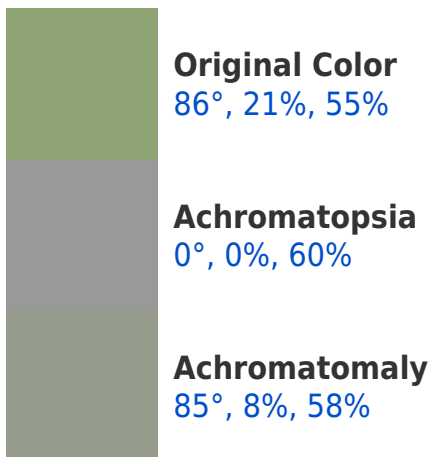 Original Color
86°, 21%, 55%
Achromatopsia
0°, 0%, 60%
Achromatomaly
85°, 8%, 58%